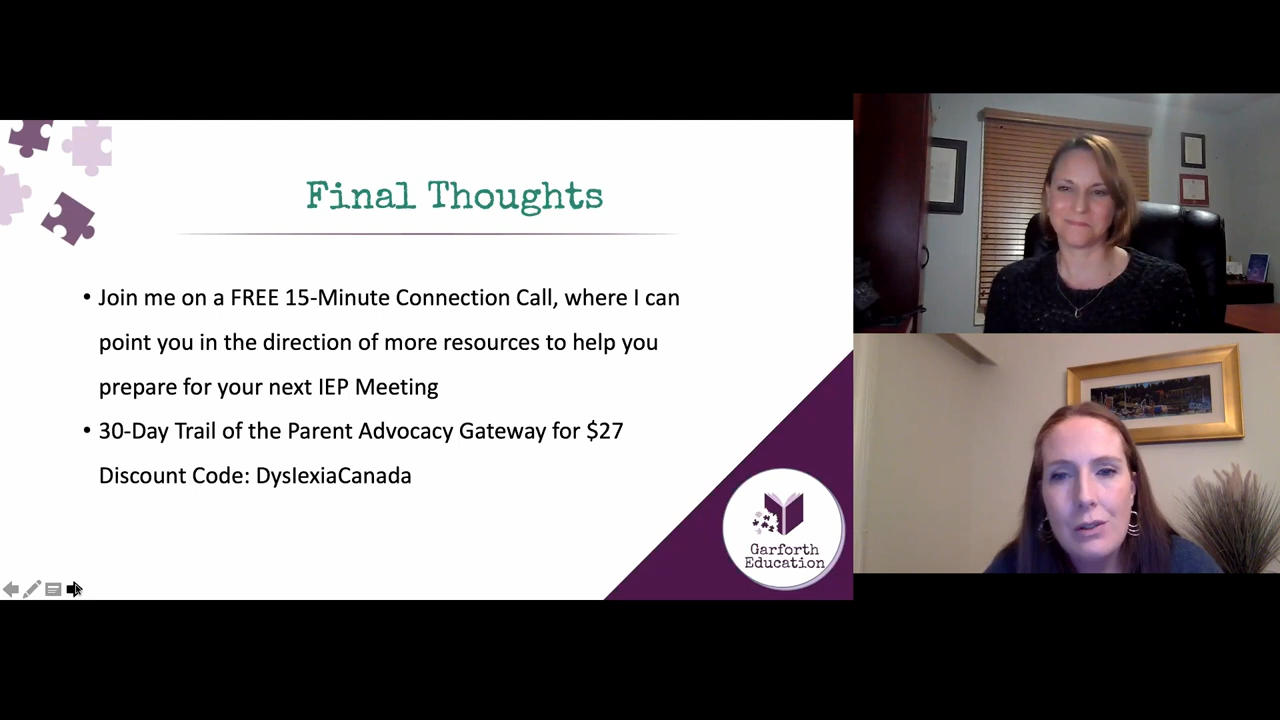 Final Thoughts
• Join me on a FREE 15-Minute Connection Call, where I can
point you in the direction of more resources to help you
prepare for your next IEP Meeting
• 30-Day Trail of the Parent Advocacy Gateway for $27
Discount Code: DyslexiaCanada
Garforth
Education